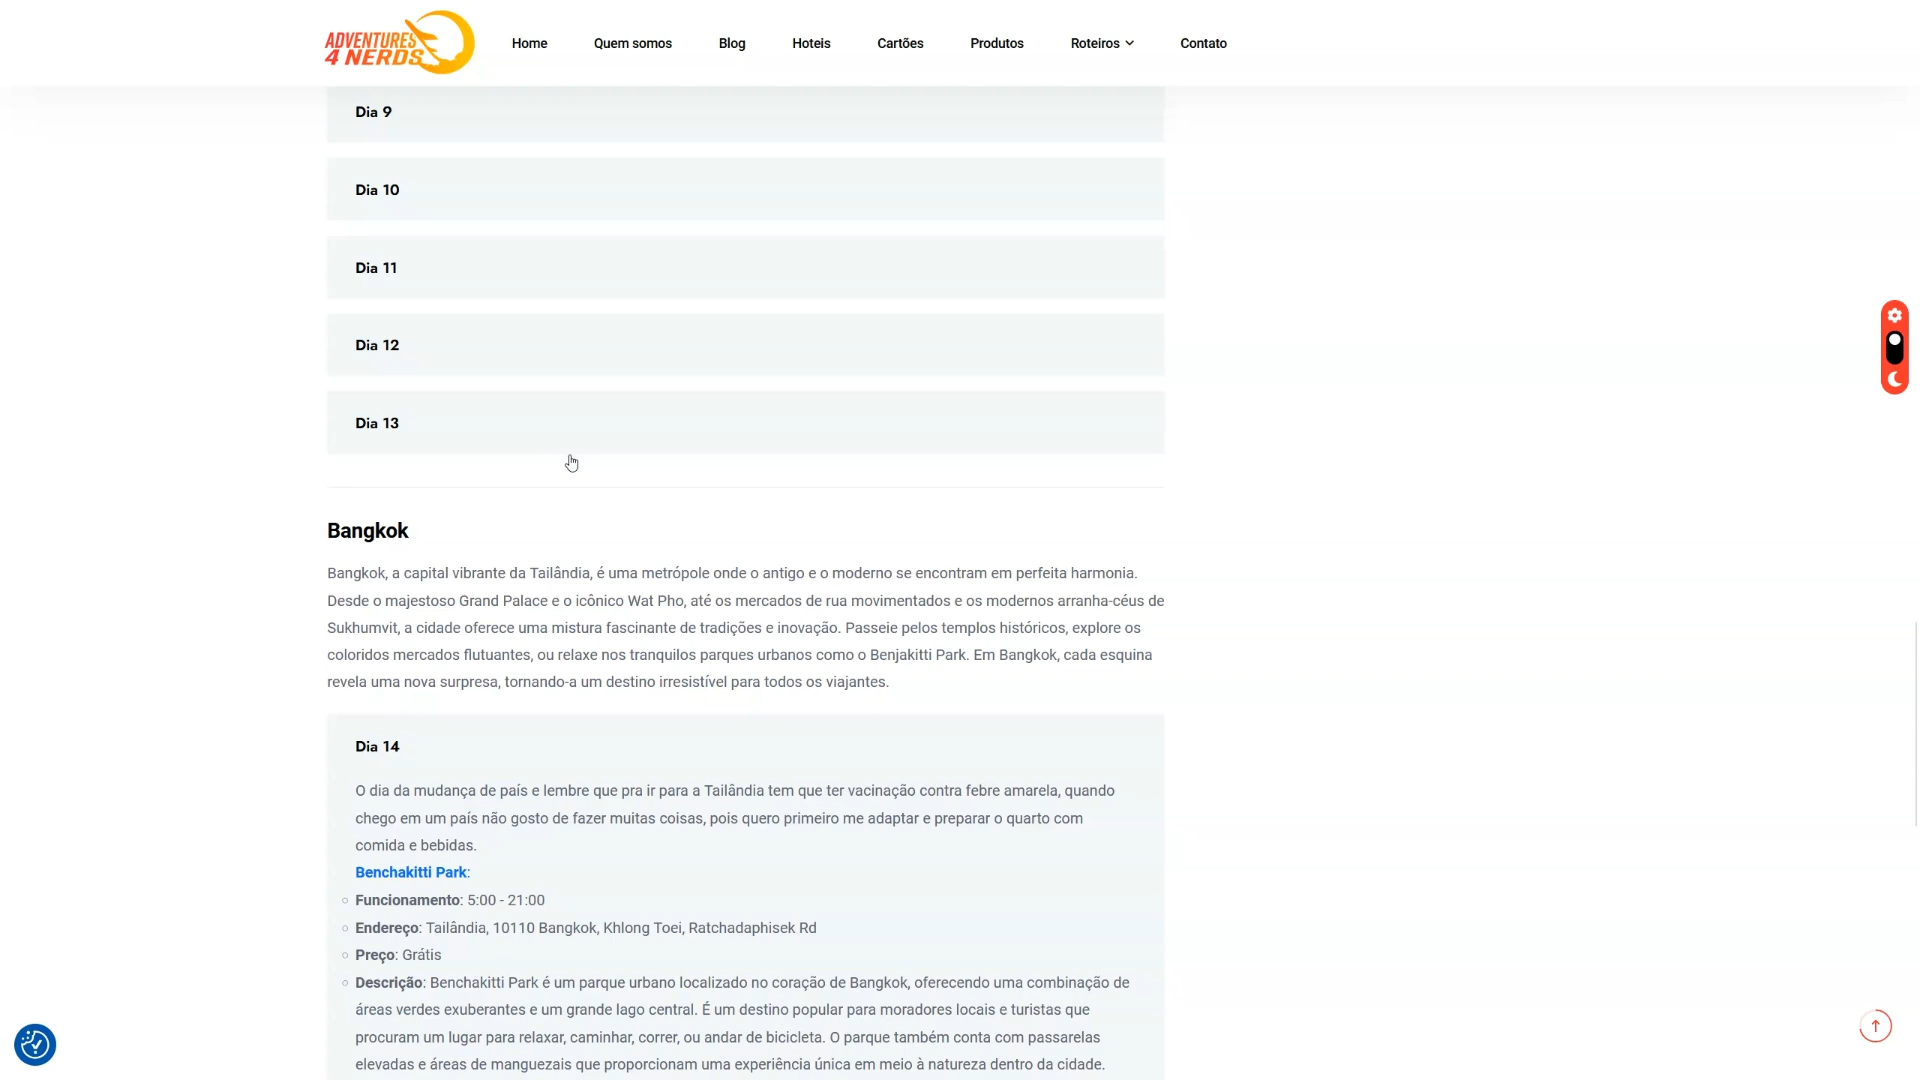 ADVENTURES
4 NERDS
Home Quem somos Blog Hoteis Cartões Produtos Roteiros Contato
Dia 9
Dia 10
Dia 11
Dia 12
Dia 13
Bangkok
Bangkok, a capital vibrante da Tailândia, é uma metrópole onde o antigo e o moderno se encontram em perfeita harmonia.
Desde o majestoso Grand Palace e o icônico Wat Pho, até os mercados de rua movimentados e os modernos arranha-céus de
Sukhumvit, a cidade oferece uma mistura fascinante de tradições e inovação. Passeie pelos templos históricos, explore os
coloridos mercados flutuantes, ou relaxe nos tranquilos parques urbanos como o Benjakitti Park. Em Bangkok, cada esquina
revela uma nova surpresa, tornando-a um destino irresistível para todos os viajantes.
Dia 14
O dia da mudança de país e lembre que pra ir para a Tailândia tem que ter vacinação contra febre amarela, quando
chego em um país não gosto de fazer muitas coisas, pois quero primeiro me adaptar e preparar o quarto com
comida e bebidas.
Benchakitti Park:
Funcionamento: 5:00 - 21:00
Endereço: Tailândia, 10110 Bangkok, Khlong Toei, Ratchadaphisek Rd
Preço: Grátis
Descrição: Benchakitti Park é um parque urbano localizado no coração de Bangkok, oferecendo uma combinação de
áreas verdes exuberantes e um grande lago central. É um destino popular para moradores locais e turistas que
procuram um lugar para relaxar, caminhar, correr, ou andar de bicicleta. O parque também conta com passarelas
elevadas e áreas de manguezais que proporcionam uma experiência única em meio à natureza dentro da cidade.